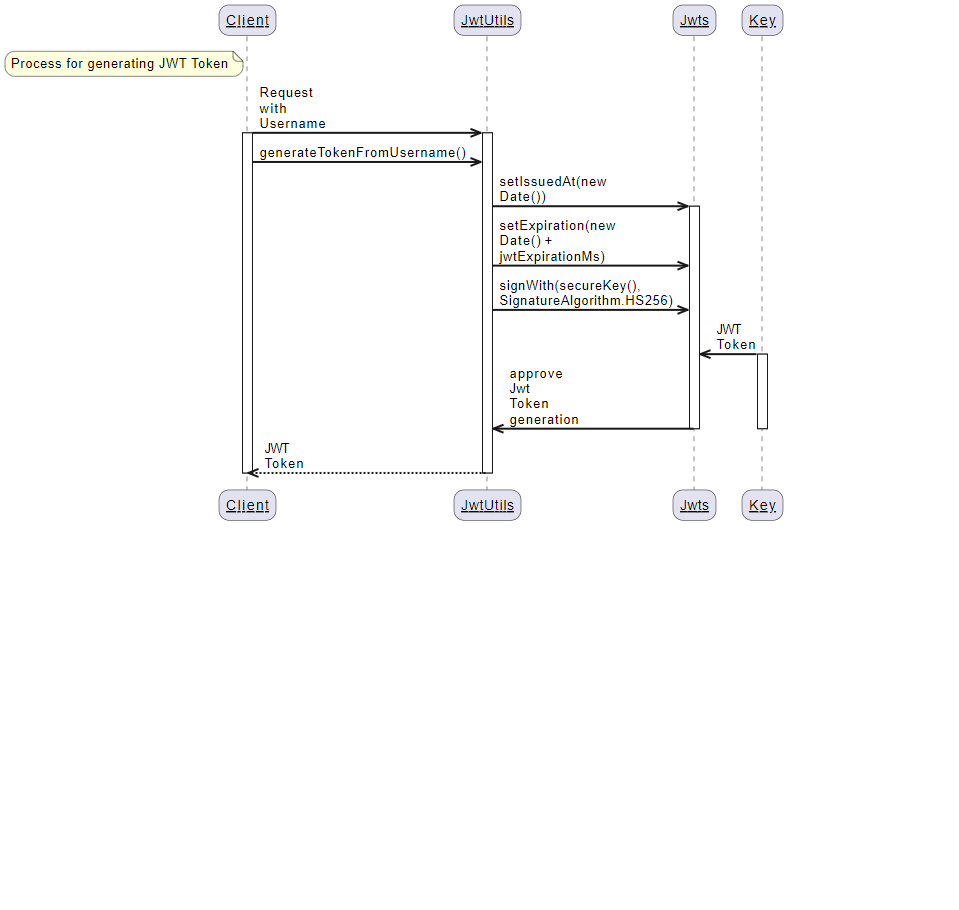 Client
JwtUtils
Jwts
Key
Process for generating JWT Token
Request
with
Username
generateTokenFromUsername()
setIssuedAt(new
Date())
setExpiration(new
Date() +
jwtExpirationMs)
signWith(secureKey(),
SignatureAlgorithm.HS256)
JWT
Token
approve
Jwt
Token
generation
JWT
Token
Client
JwtUtils
Jwts
Key